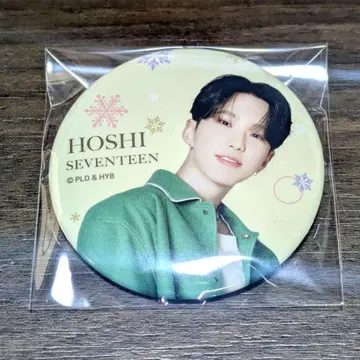 HOSHI
SEVENTEEN
© PLD & HYB